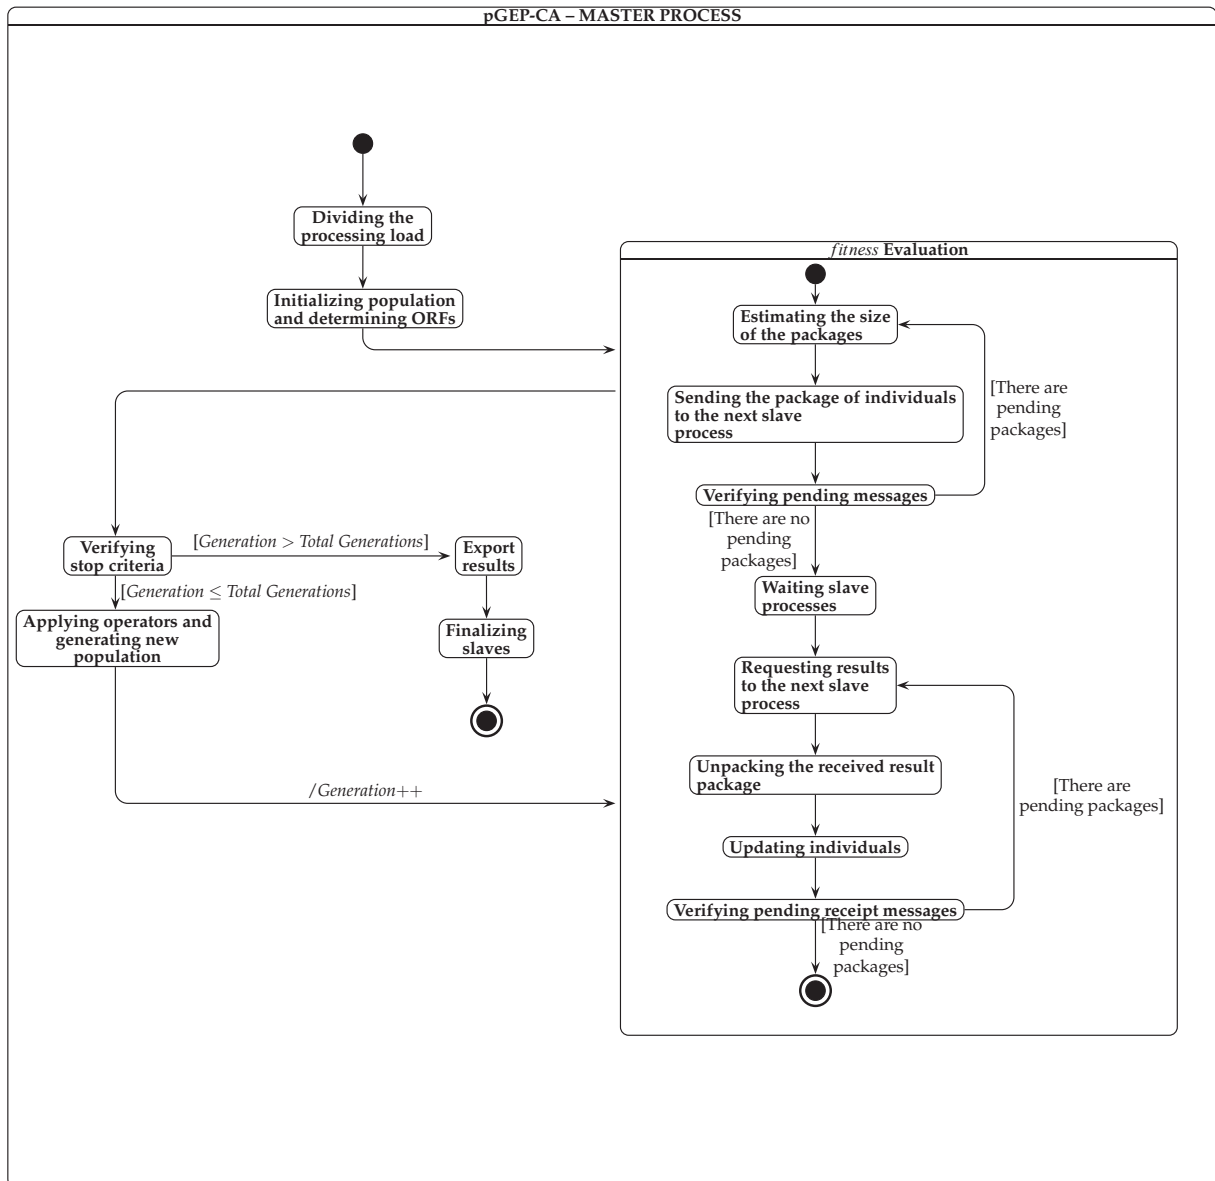 pGEP-CA – MASTER PROCESS
Dividing the
processing load
Initializing population
and determining ORFs
fitness Evaluation
Estimating the size
of the packages
[There are
pending
packages]
Sending the package of individuals
to the next slave
process
Verifying pending messages
[There are no
pending
packages]
Verifying
stop criteria
[Generation > Total Generations]
Export
results
[Generation ≤ Total Generations]
Applying operators and
generating new
population
Finalizing
slaves
/Generation++
Waiting slave
processes
Requesting results
to the next slave
process
Unpacking the received result
package
[There are
pending packages]
Updating individuals
Verifying pending receipt messages
[There are no
pending
packages]